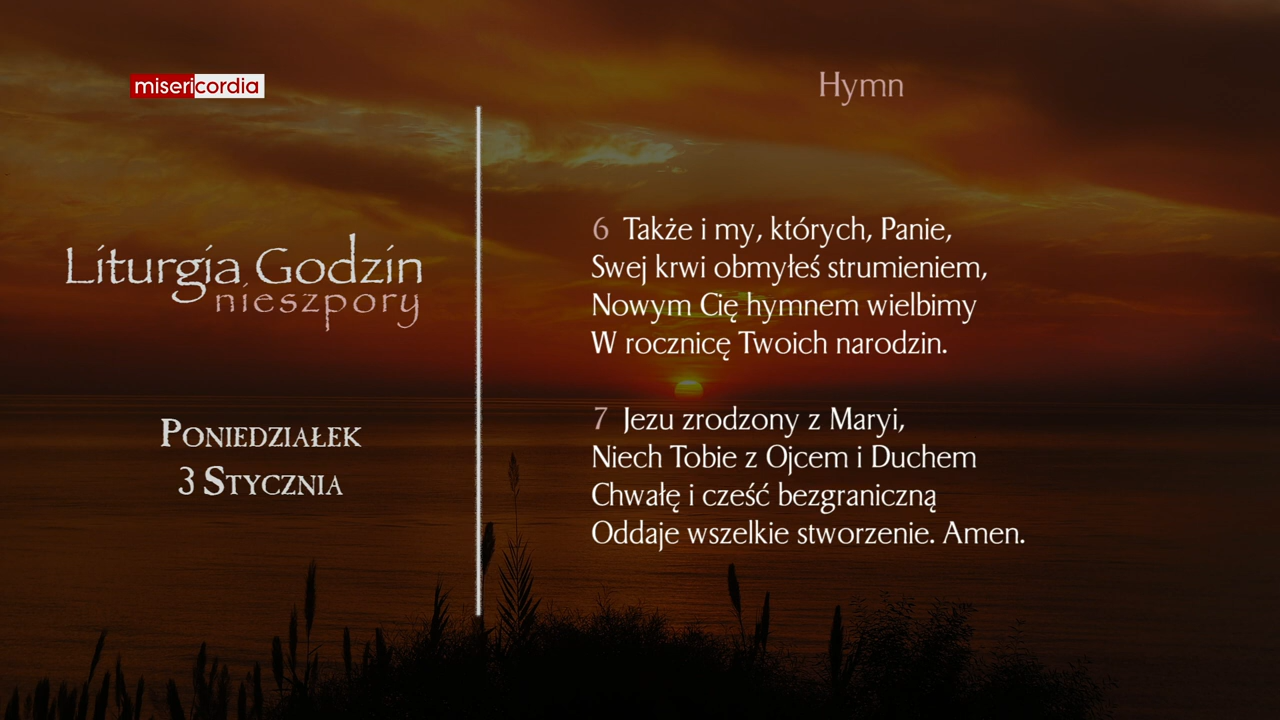 misericordia
Hymn
Liturgia Godzin
nieszpory
Poniedziałek
3 Stycznia
6 Także i my, których, Panie,
Swej krwi obmyłeś strumieniem,
Nowym Cię hymnem wielbimy
W rocznicę Twoich narodzin.
7 Jezu zrodzony z Maryi,
Niech Tobie z Ojcem i Duchem
Chwałę i cześć bezgraniczną
Oddaje wszelkie stworzenie. Amen.